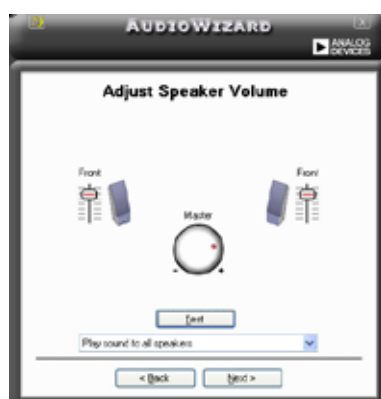 AudioWizard
ANALOG
DEVICES
Adjust Speaker Volume
Front
Front
Master
- +
Test
Play sound to all speakers
< Back Next >